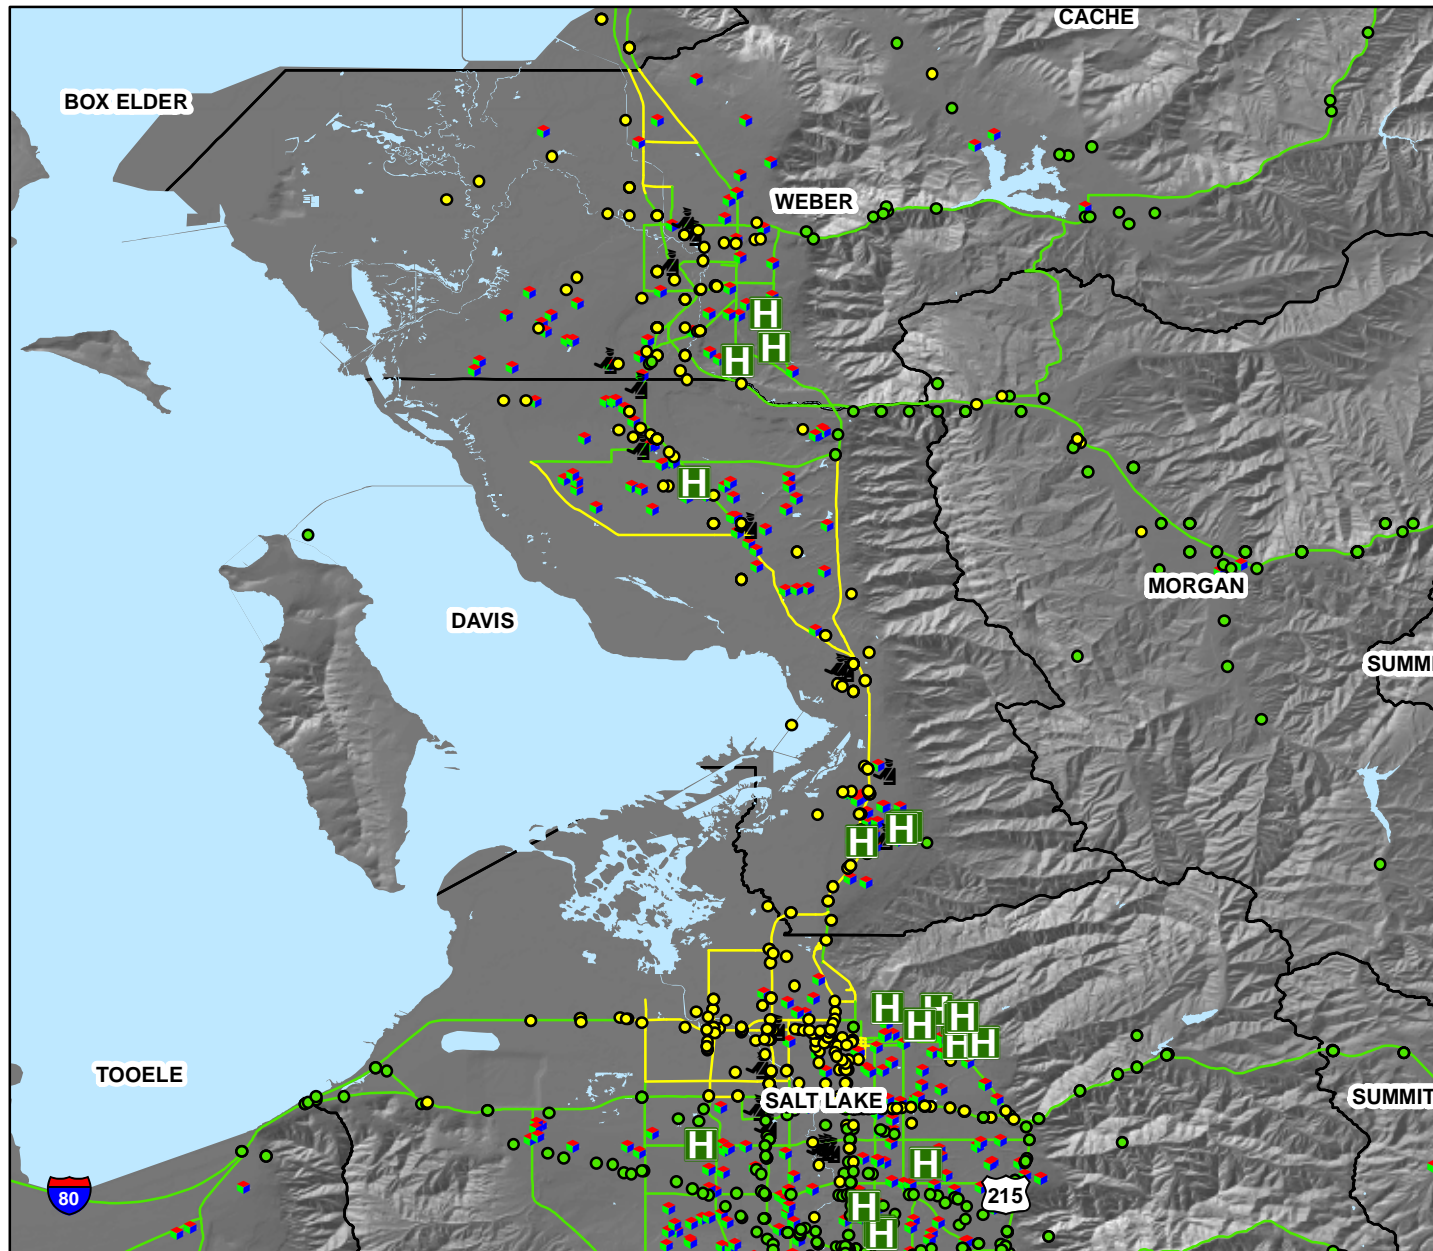 CACHE
BOX ELDER
WEBER
H
H
H
H
MORGAN
DAVIS
SUMMI
H
H
H
H
H
H
H
H
TOOELE
SUMMIT
SALT LAKE
H
H
80
215
H
H